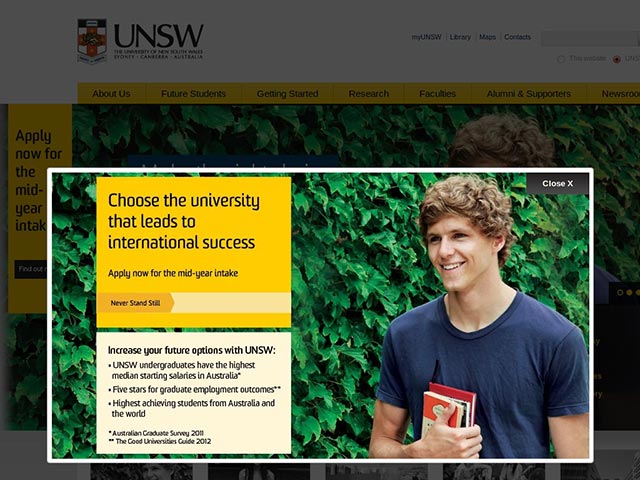 UNSW
THE UNIVERSITY OF NEW SOUTH WALES
SYDNEY · CANBERRA · AUSTRALIA
myUNSW | Library | Maps | Contacts
This website
UNS
About Us
Future Students
Getting Started
Research
Faculties
Alumni & Supporters
Newsroo
Apply
now for
the
mid-
year
intak
Find out
Close X
Choose the university
that leads to
international success
Apply now for the mid-year intake
Never Stand Still
Increase your future options with UNSW:
• UNSW undergraduates have the highest
median starting salaries in Australia*
• Five stars for graduate employment outcomes**
• Highest achieving students from Australia and
the world
* Australian Graduate Survey 2011
** The Good Universities Guide 2012